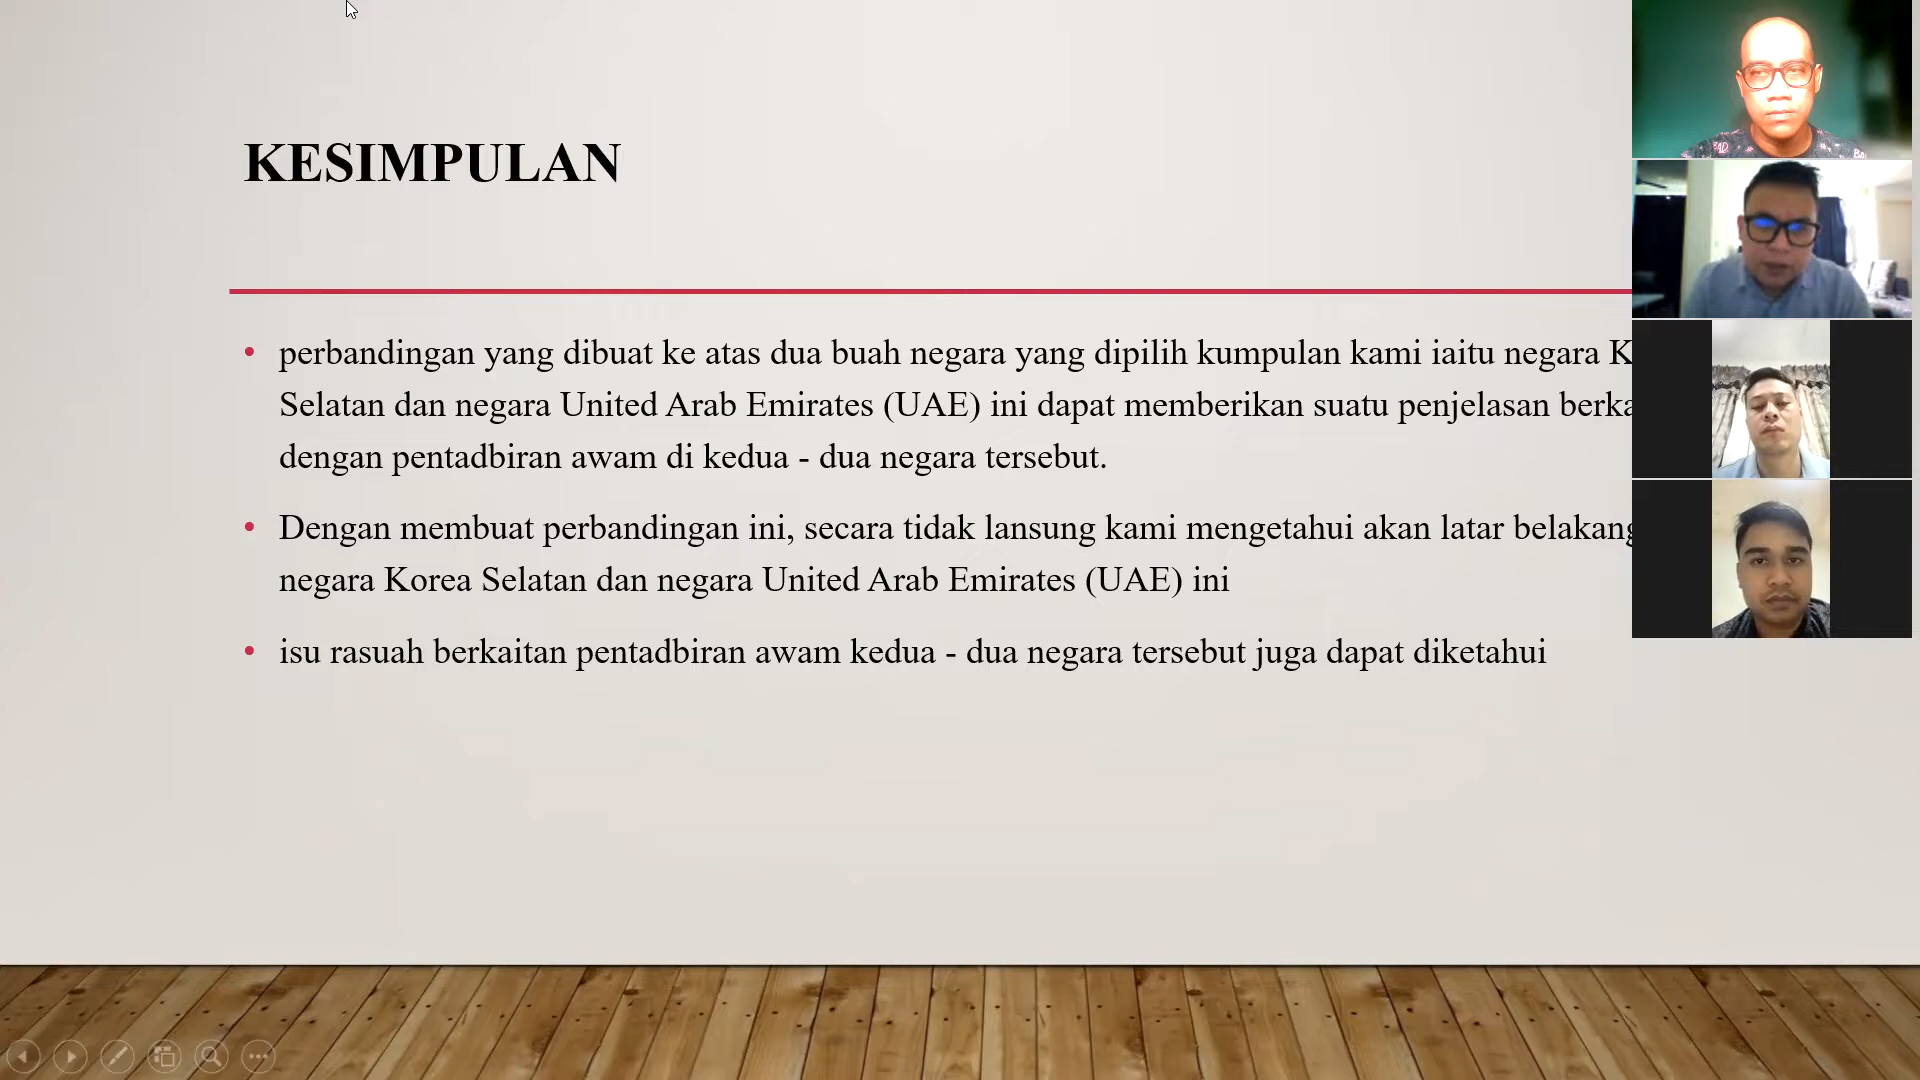 KESIMPULAN
• perbandingan yang dibuat ke atas dua buah negara yang dipilih kumpulan kami iaitu negara
Selatan dan negara United Arab Emirates (UAE) ini dapat memberikan suatu penjelasan
dengan pentadbiran awam di kedua - dua negara tersebut.
• Dengan membuat perbandingan ini, secara tidak lansung kami mengetahui akan latar belakang
negara Korea Selatan dan negara United Arab Emirates (UAE) ini
• isu rasuah berkaitan pentadbiran awam kedua - dua negara tersebut juga dapat diketahui